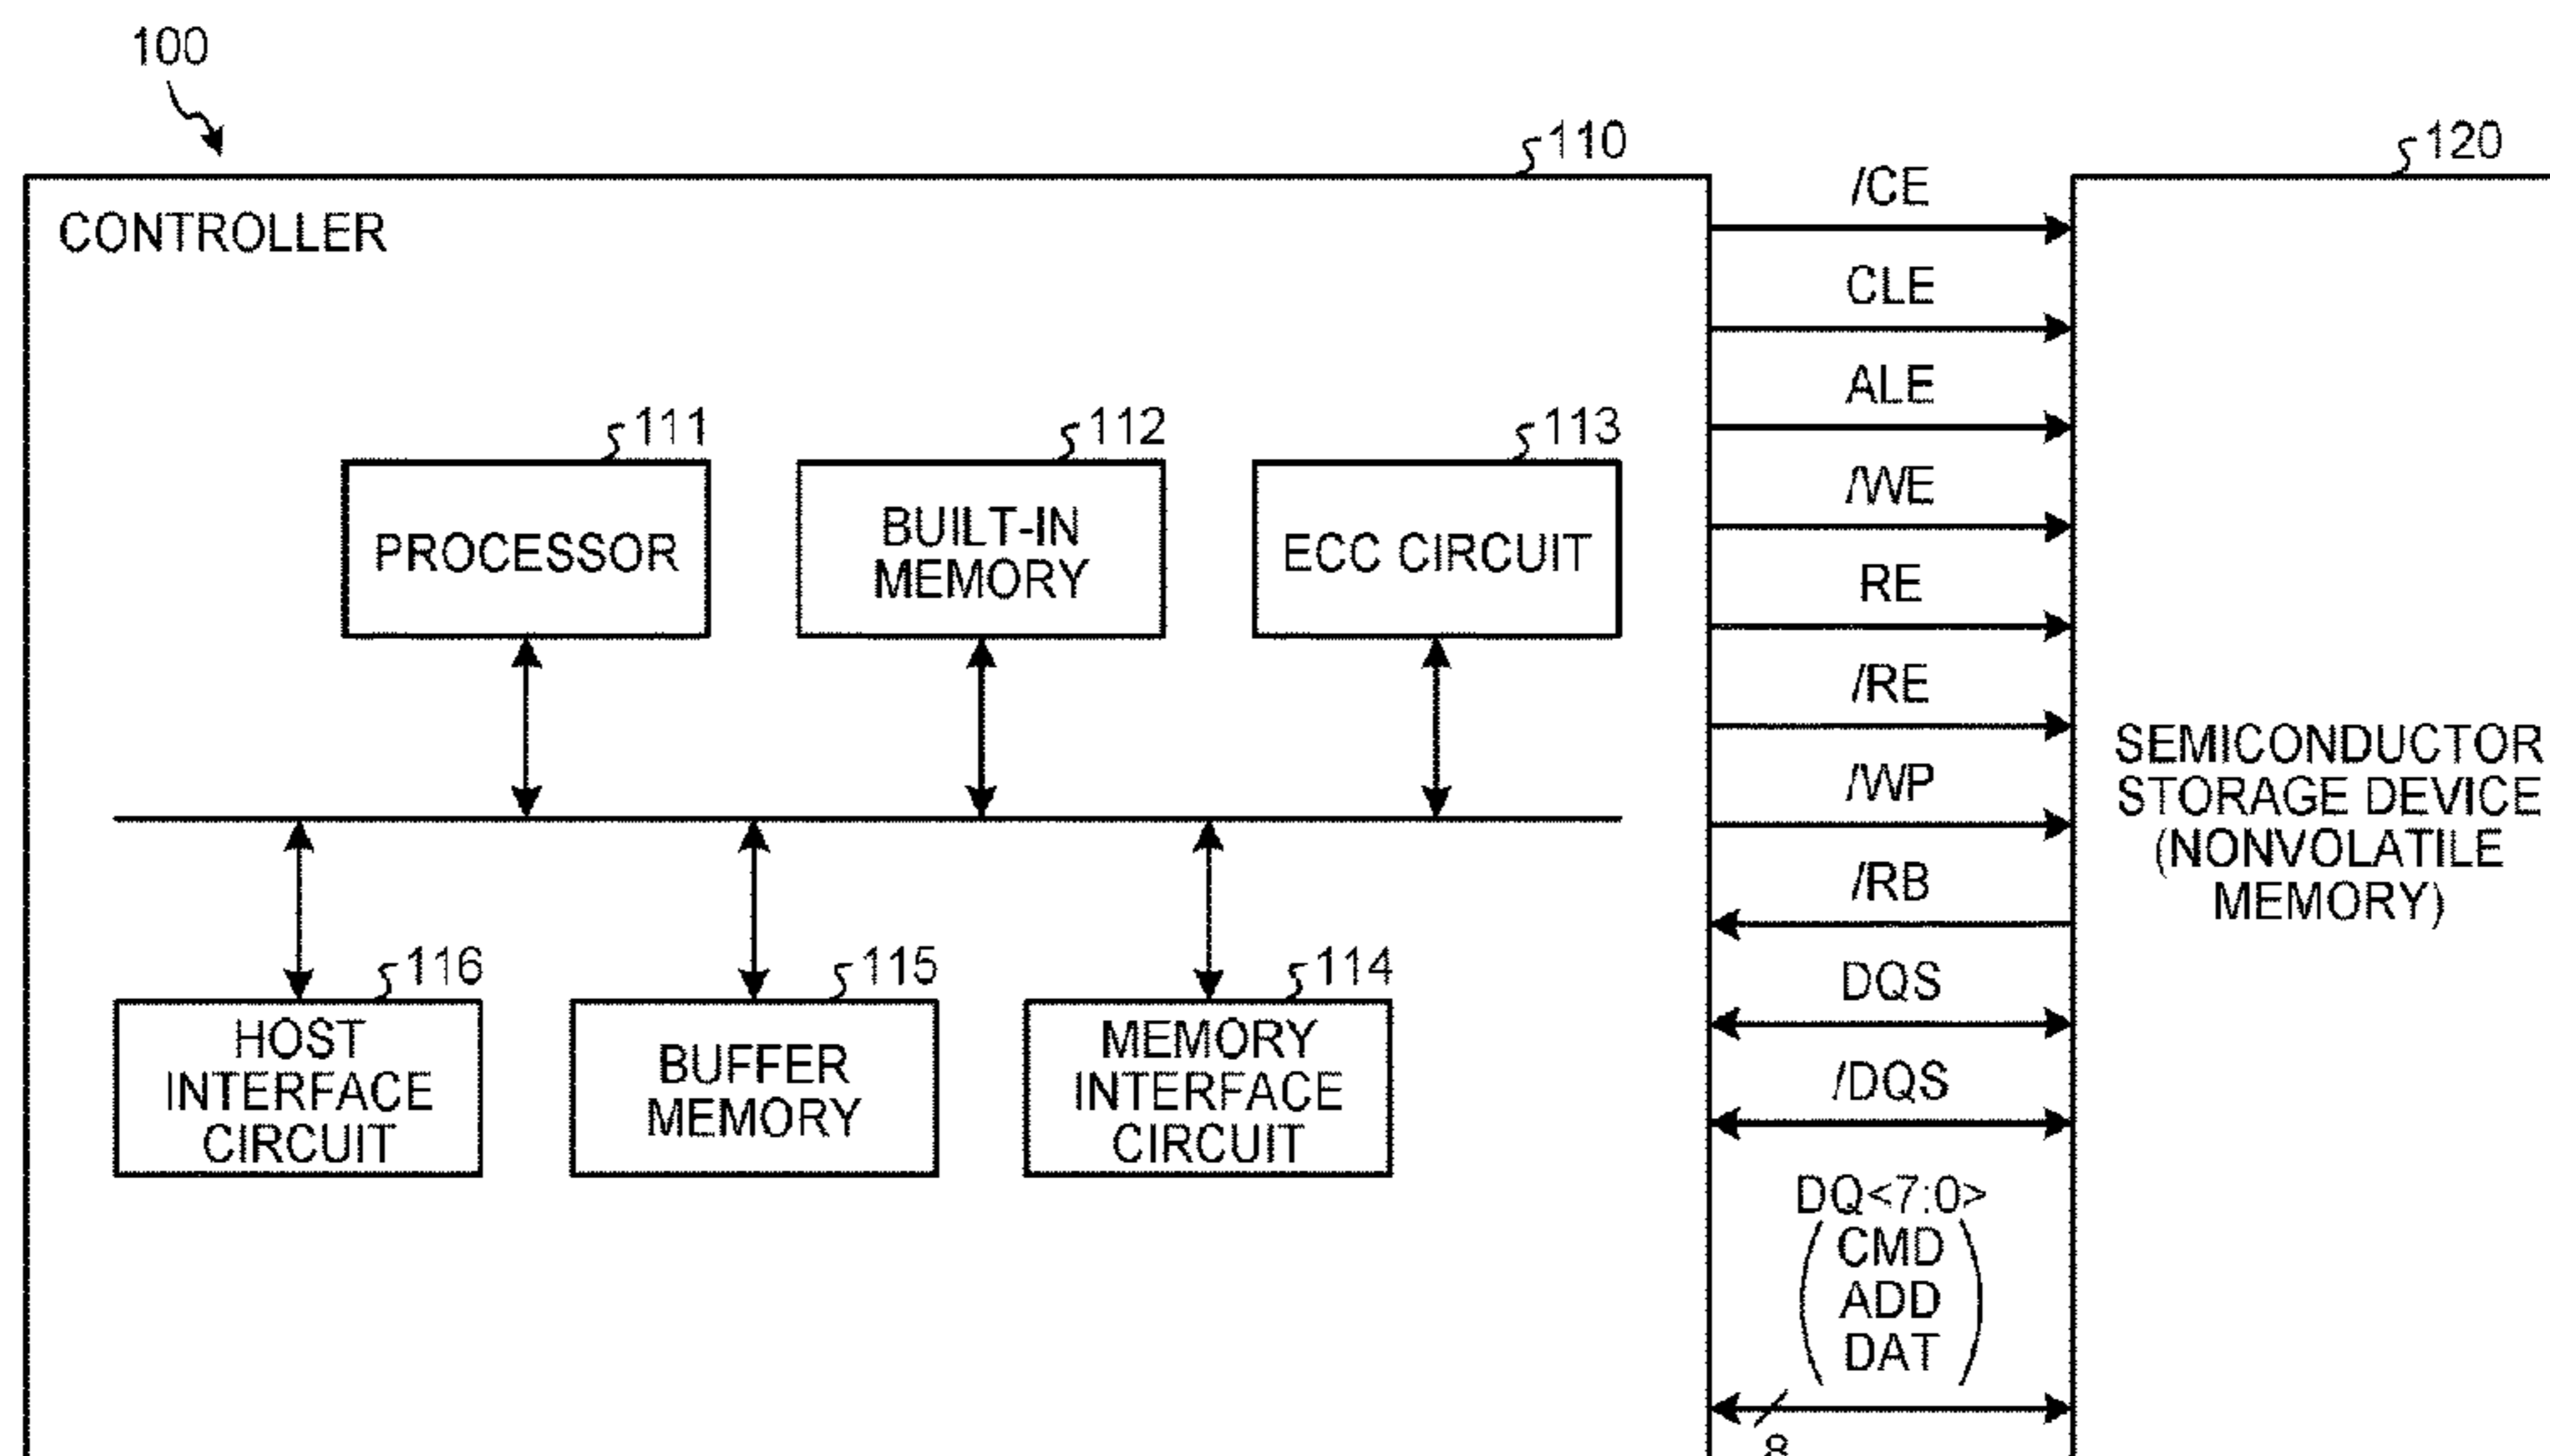 100
110
120
CONTROLLER
/CE
CLE
ALE
/WE
RE
/RE
/WP
/RB
DQS
/DQS
DQ<7:0>
CMD
ADD
DAT
8
111
112
113
PROCESSOR
BUILT-IN
MEMORY
ECC CIRCUIT
SEMICONDUCTOR
STORAGE DEVICE
(NONVOLATILE
MEMORY)
116
115
114
HOST
INTERFACE
CIRCUIT
BUFFER
MEMORY
MEMORY
INTERFACE
CIRCUIT